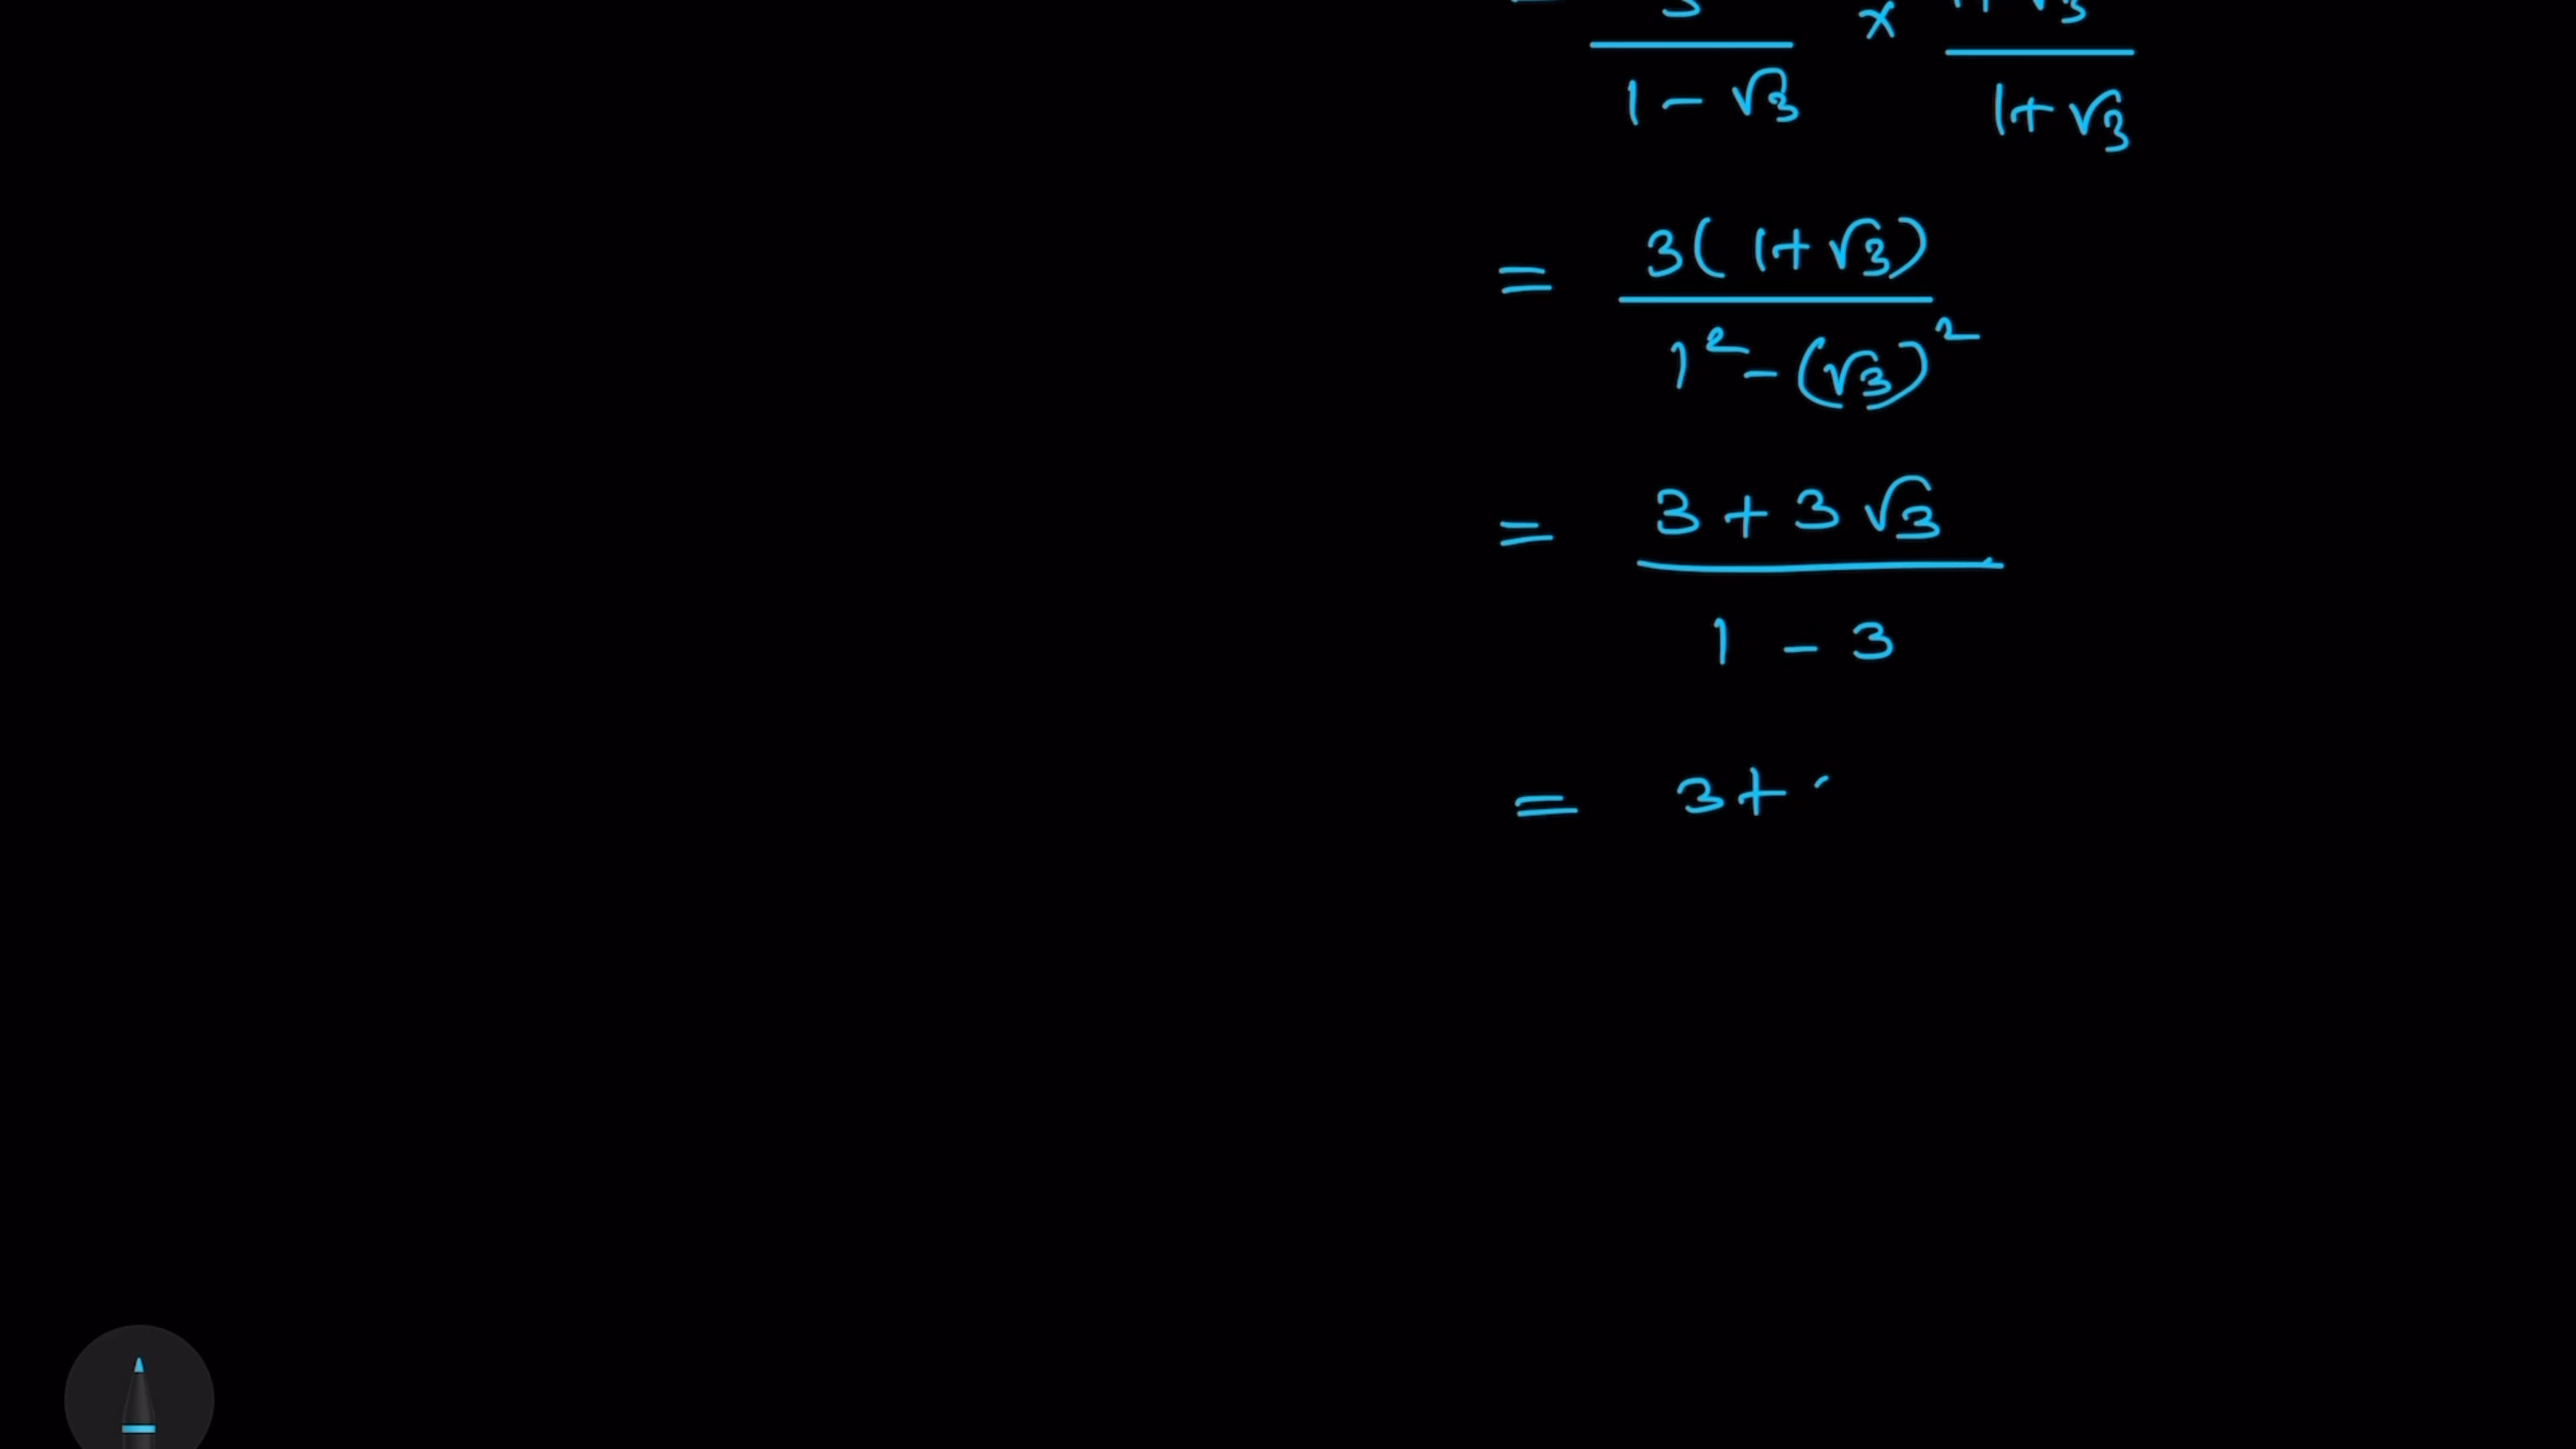 = 3/(1 - √3) × (1 + √3)/(1 + √3)
= 3(1 + √3)/(1² - (√3)²)
= (3 + 3√3)/(1 - 3)
= 3 +